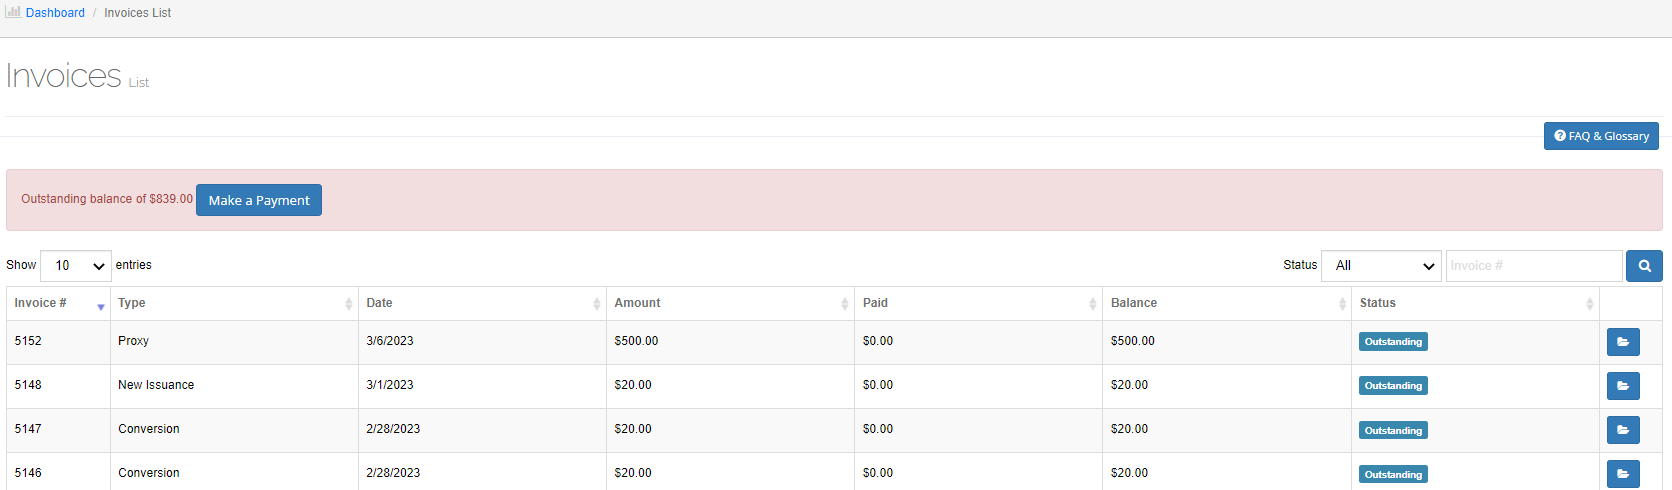 Dashboard / Invoices List
Invoices List
FAQ & Glossary
Outstanding balance of $839.00 Make a Payment
Show 10 entries Status All Invoice #
Invoice # Type Date Amount Paid Balance Status
5152 Proxy 3/6/2023 $500.00 $0.00 $500.00 Outstanding
5148 New Issuance 3/1/2023 $20.00 $0.00 $20.00 Outstanding
5147 Conversion 2/28/2023 $20.00 $0.00 $20.00 Outstanding
5146 Conversion 2/28/2023 $20.00 $0.00 $20.00 Outstanding